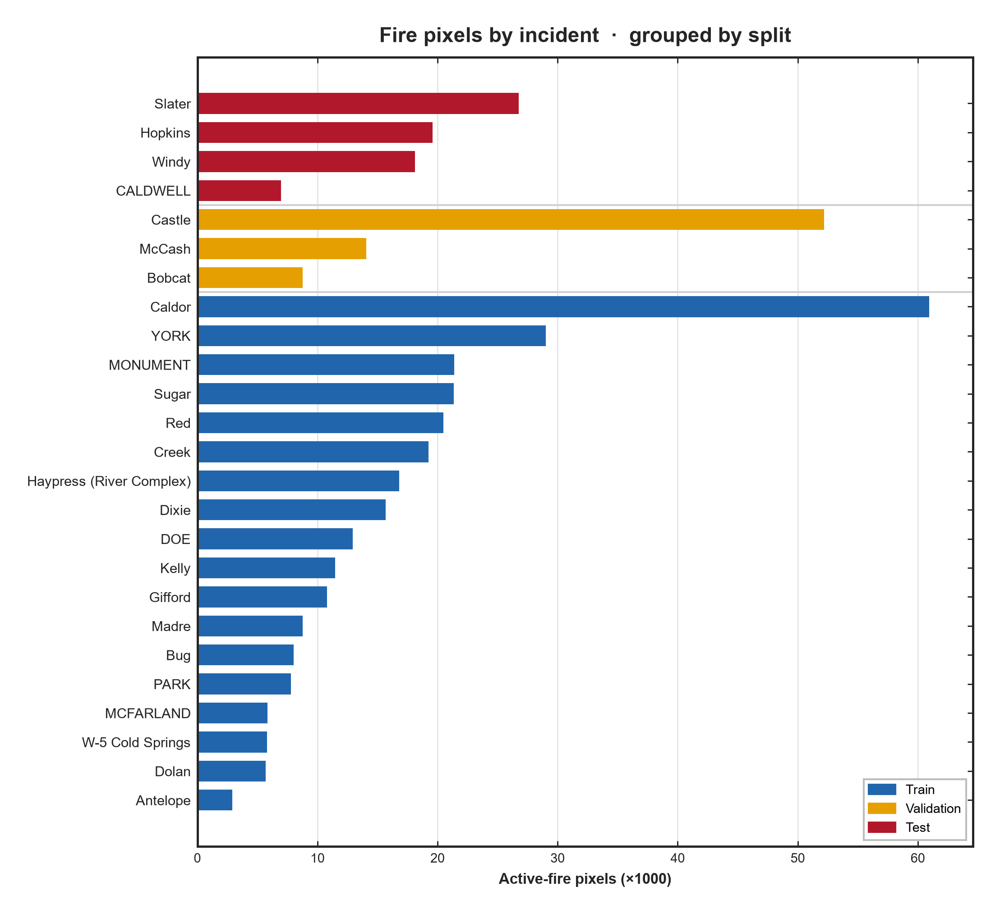 Fire pixels by incident · grouped by split
Slater
Hopkins
Windy
CALDWELL
Castle
McCash
Bobcat
Caldor
YORK
MONUMENT
Sugar
Red
Creek
Haypress (River Complex)
Dixie
DOE
Kelly
Gifford
Madre
Bug
PARK
MCFARLAND
W-5 Cold Springs
Dolan
Antelope
Train
Validation
Test
0 10 20 30 40 50 60
Active-fire pixels (×1000)